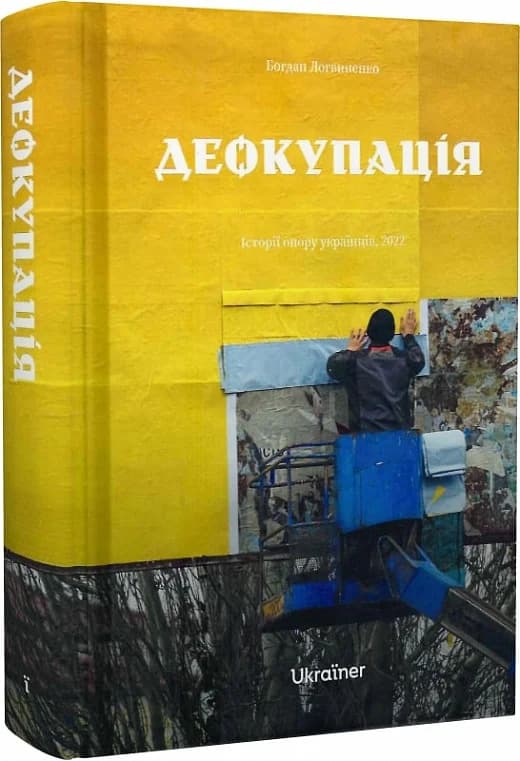 Богдан Логвиненко
ДЕОКУПАЦІЯ
Історії опору українців, 2022
Ukraïner
ДЕОКУПАЦІЯ
ї